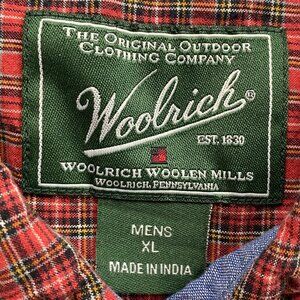 THE ORIGINAL OUTDOOR
CLOTHING COMPANY
Woolrich®
EST. 1830
WOOLRICH WOOLEN MILLS
WOOLRICH, PENNSYLVANIA
MENS
XL
MADE IN INDIA